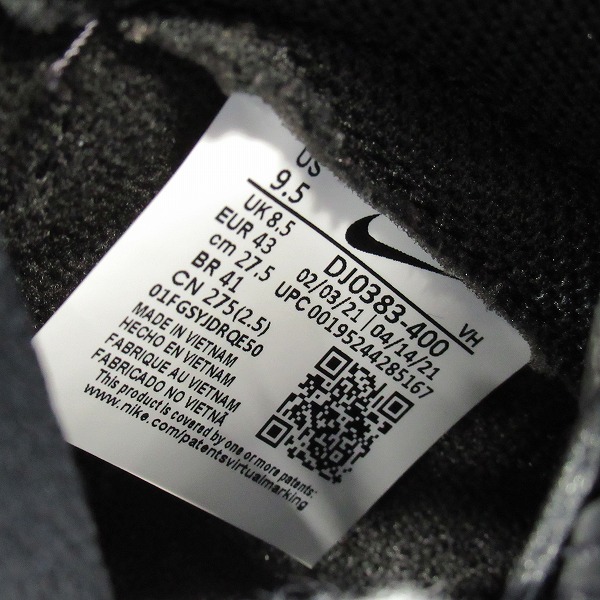 US
9.5
UK 8.5
EUR 43
cm 27.5
BR 41
CN 275(2.5)
01FGSYJDRQE50
MADE IN VIETNAM
HECHO EN VIETNAM
FABRIQUE AU VIETNAM
FABRICADO NO VIETNÃ
This product is covered by one or more patents:
www.nike.com/patentsvirtualmarking
DJ0383-400
VH
02/03/21 | 04/14/21
UPC 00195244285167